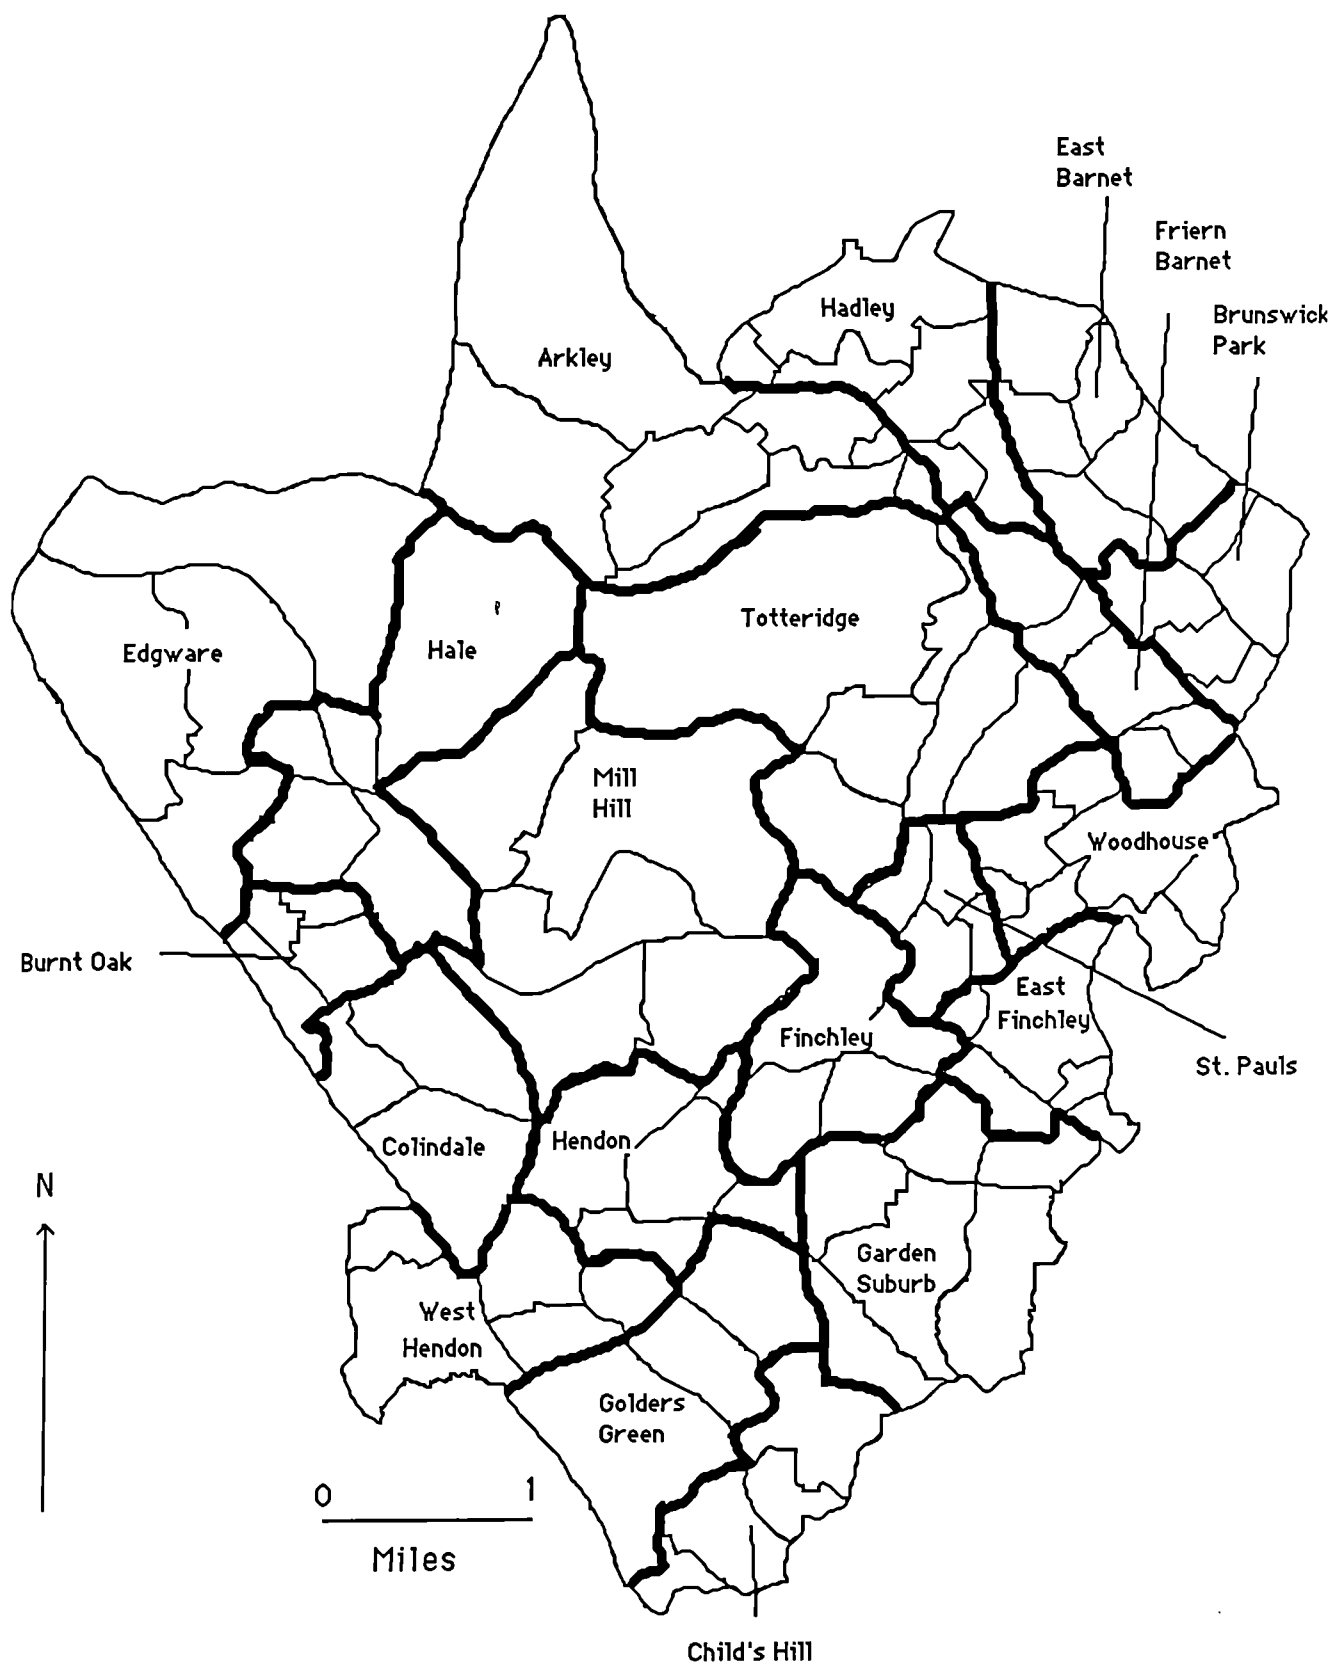 East
Barnet
Friern
Barnet
Brunswick
Park
Hadley
Arkley
Totteridge
Hale
Edgware
Mill
Hill
Woodhouse
Burnt Oak
East
Finchley
Finchley
St. Pauls
Colindale
Hendon
N
Garden
Suburb
West
Hendon
Golders
Green
0 1
Miles
Child's Hill